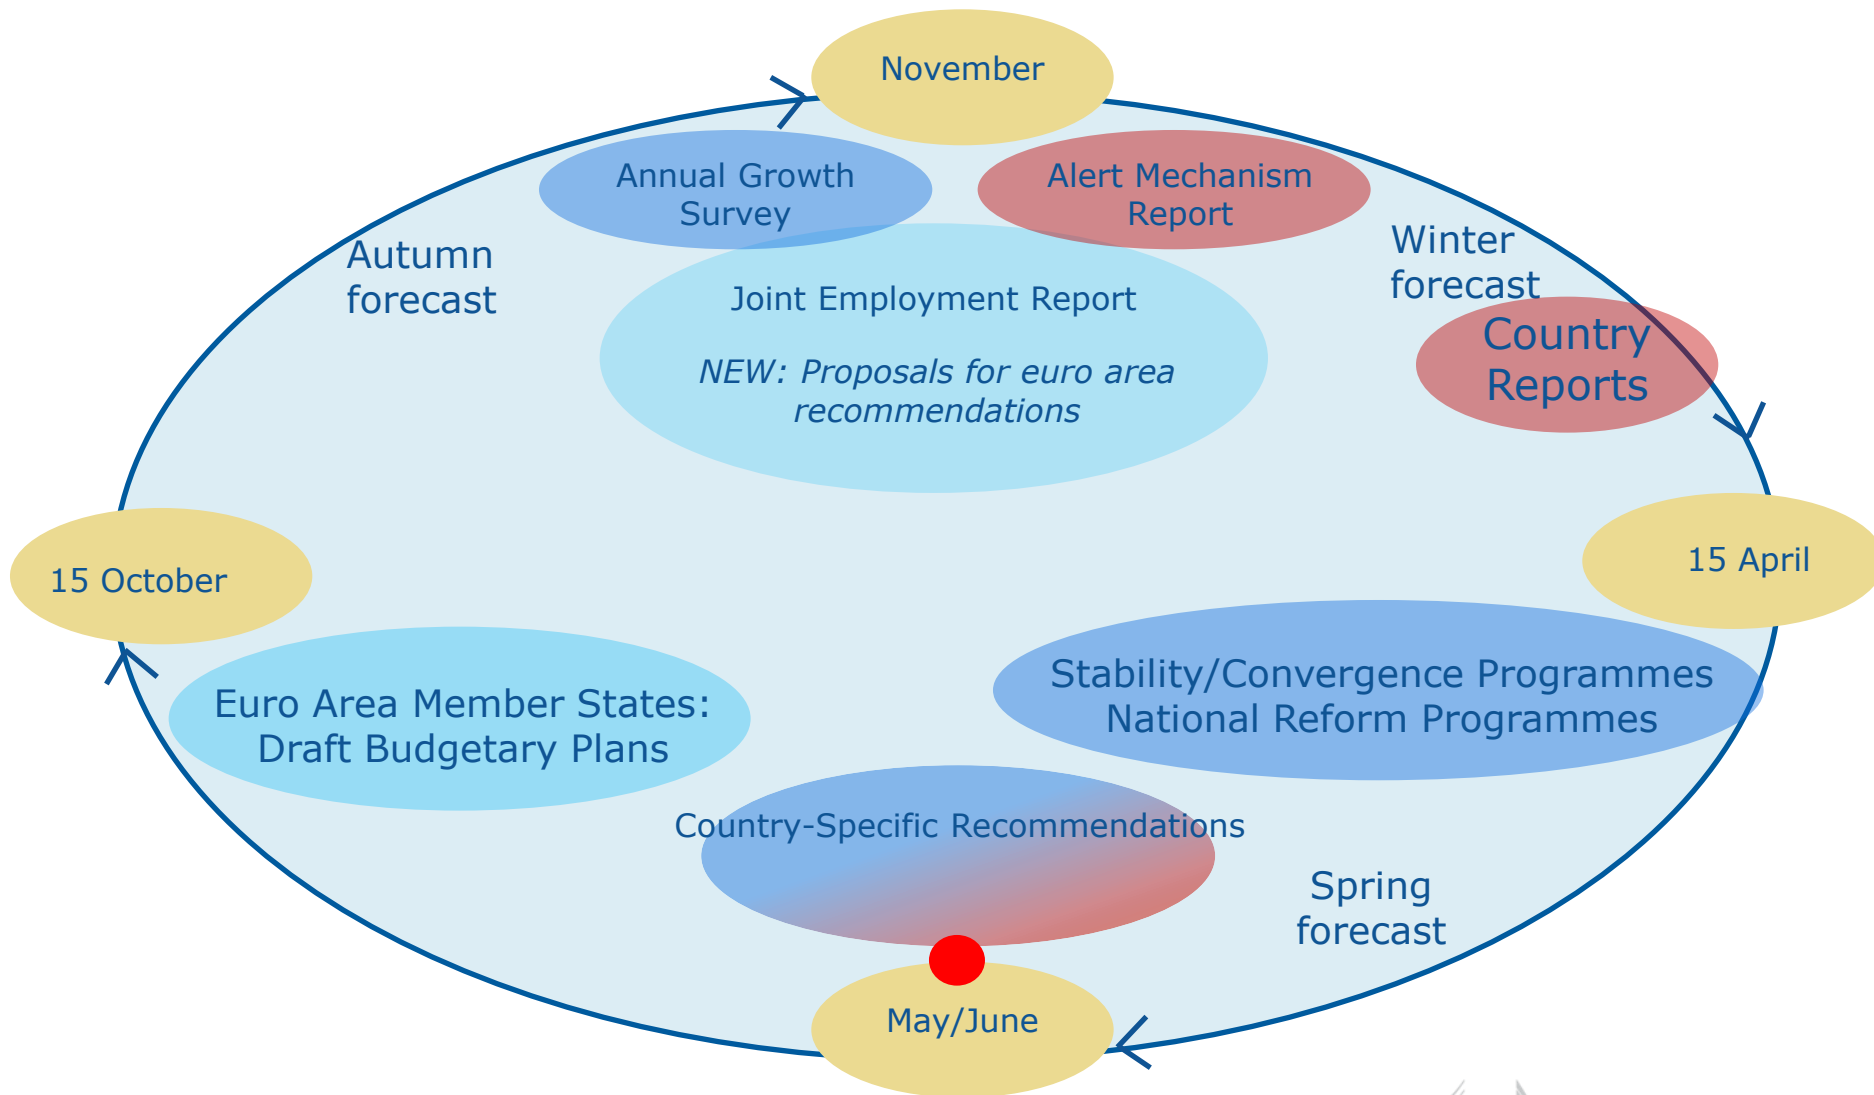 November
Annual Growth
Survey
Alert Mechanism
Report
Autumn
forecast
Winter
forecast
Joint Employment Report
NEW: Proposals for euro area
recommendations
Country
Reports
15 October
15 April
Euro Area Member States:
Draft Budgetary Plans
Stability/Convergence Programmes
National Reform Programmes
Country-Specific Recommendations
Spring
forecast
May/June